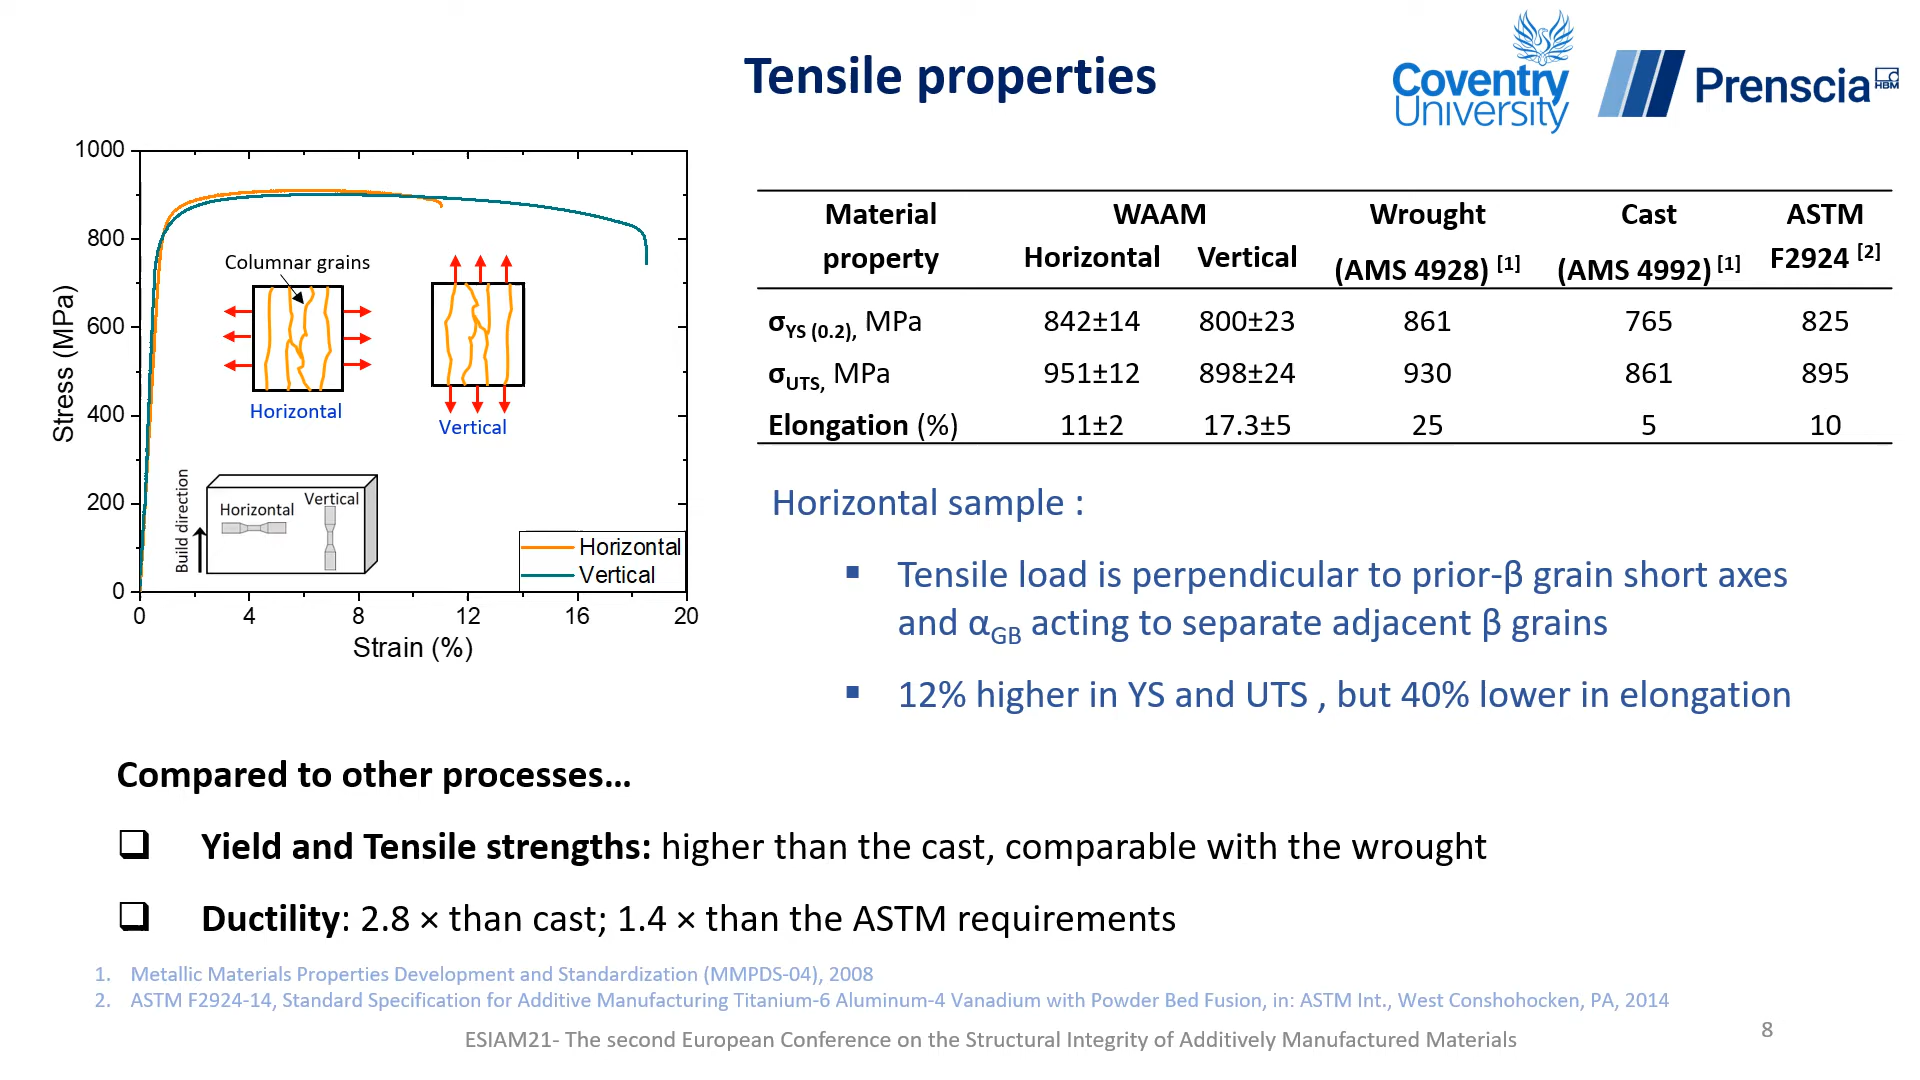 Tensile properties
Coventry
University
Prenscia
HBM
1000
800
600
400
200
0
0 4 8 12 16 20
Stress (MPa)
Strain (%)
Columnar grains
Horizontal
Vertical
Build direction
Horizontal
Vertical
Horizontal
Vertical
Material property WAAM Horizontal Vertical Wrought (AMS 4928) [1] Cast (AMS 4992) [1] ASTM F2924 [2]
σYS (0.2), MPa 842±14 800±23 861 765 825
σUTS, MPa 951±12 898±24 930 861 895
Elongation (%) 11±2 17.3±5 25 5 10
Horizontal sample :
▪ Tensile load is perpendicular to prior-β grain short axes
and αGB acting to separate adjacent β grains
▪ 12% higher in YS and UTS , but 40% lower in elongation
Compared to other processes...
❑ Yield and Tensile strengths: higher than the cast, comparable with the wrought
❑ Ductility: 2.8 × than cast; 1.4 × than the ASTM requirements
1. Metallic Materials Properties Development and Standardization (MMPDS-04), 2008
2. ASTM F2924-14, Standard Specification for Additive Manufacturing Titanium-6 Aluminum-4 Vanadium with Powder Bed Fusion, in: ASTM Int., West Conshohocken, PA, 2014
ESIAM21- The second European Conference on the Structural Integrity of Additively Manufactured Materials
8